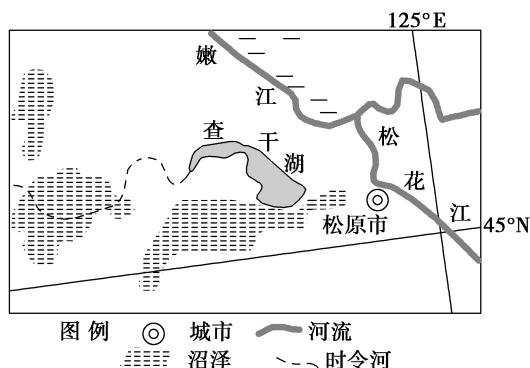 125°E
嫩江
查干湖
松花江
松原市
45°N
图例 城市 河流
沼泽 时令河